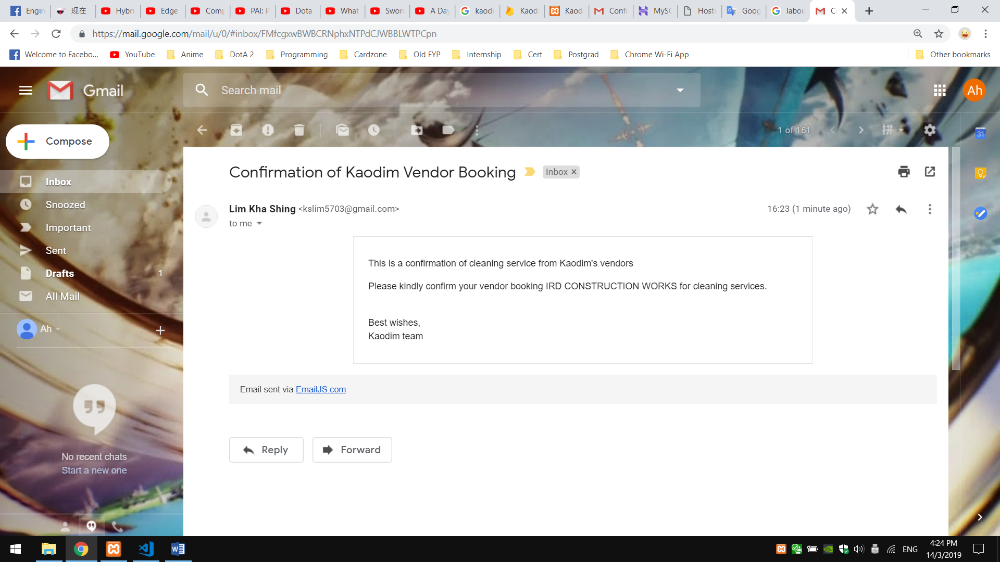 Engin
现在
Hybri
Edge
Comp
PAI: P
Dota
What
Swor
A Day
kaodi
Kaodi
Kaod
Confi
MySQ
Hosti
Goog
labou
C
https://mail.google.com/mail/u/0/#inbox/FMfcgxwBWBCRNphxNTPdCJWBBLWTPCpn
Welcome to Facebo...
YouTube
Anime
DotA 2
Programming
Cardzone
Old FYP
Internship
Cert
Postgrad
Chrome Wi-Fi App
Other bookmarks
Gmail
Search mail
Ah
Compose
1 of 161
31
Inbox
Snoozed
Important
Sent
Drafts 1
All Mail
Ah
No recent chats
Start a new one
Confirmation of Kaodim Vendor Booking
Inbox
Lim Kha Shing <kslim5703@gmail.com>
16:23 (1 minute ago)
to me
This is a confirmation of cleaning service from Kaodim's vendors
Please kindly confirm your vendor booking IRD CONSTRUCTION WORKS for cleaning services.
Best wishes,
Kaodim team
Email sent via EmailJS.com
Reply
Forward
ENG
4:24 PM
14/3/2019